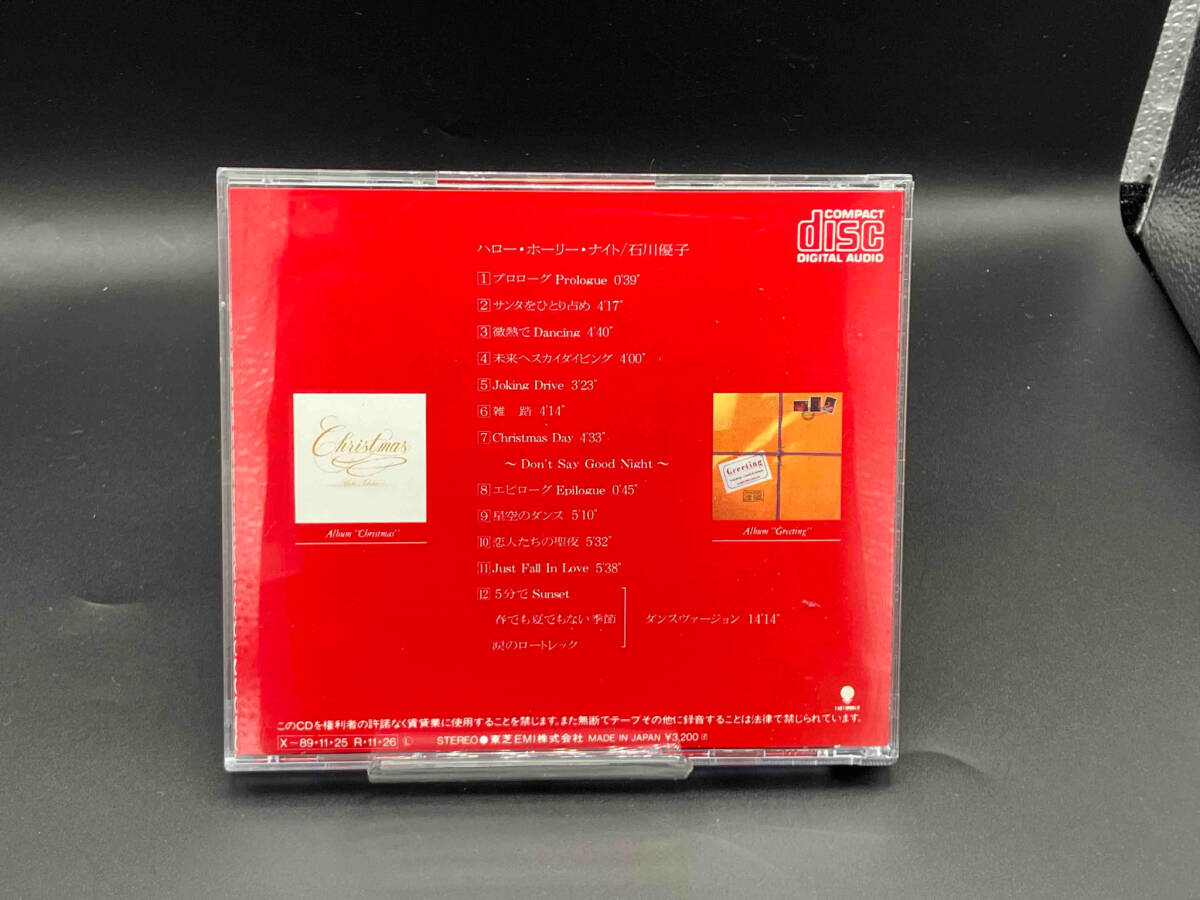 COMPACT
disc
DIGITAL AUDIO
ハロー・ホーリー・ナイト/石川優子
1 プロローグ Prologue 0'39"
2 サンタをひとり占め 4'17"
3 微熱でDancing 4'40"
4 未来へスカイダイビング 4'00"
5 Joking Drive 3'23"
6 雑 踏 4'14"
7 Christmas Day 4'33"
～Don't Say Good Night～
8 エピローグ Epilogue 0'45"
9 星空のダンス 5'10"
10 恋人たちの聖夜 5'32"
11 Just Fall In Love 5'38"
12 5分で Sunset
春でも夏でもない季節
涙のロートレック
ダンスヴァージョン 14'14"
Christmas
Album "Christmas"
Greeting
Album "Greeting"
このCDを権利者の許諾なく賃貸業に使用することを禁じます。また無断でテープその他に録音することは法律で禁じられています。
X-89・11・25 R・11・26 L STEREO●東芝EMI株式会社 MADE IN JAPAN ¥3,200